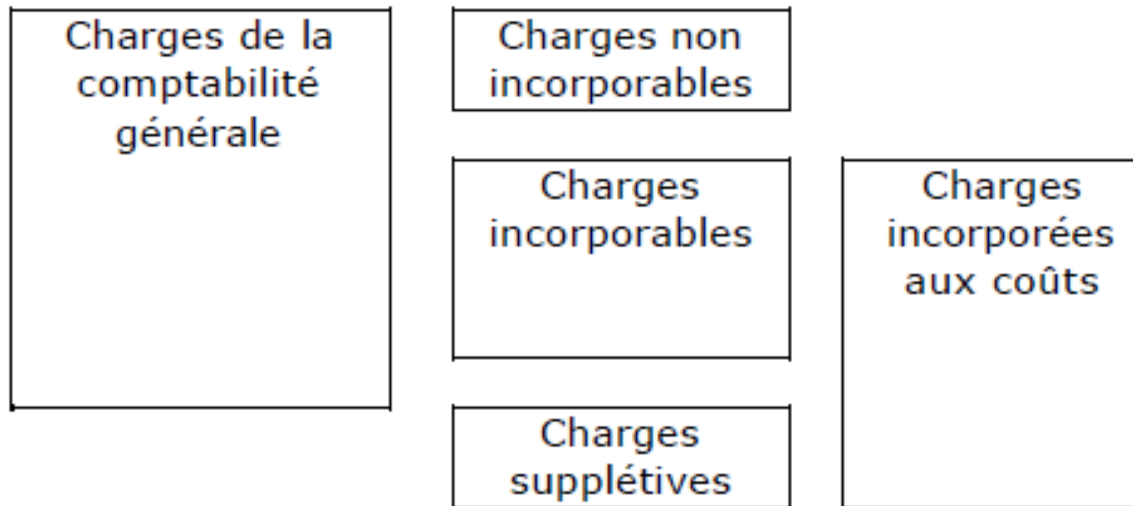 Charges de la
comptabilité
générale
Charges non
incorporables
Charges
incorporables
Charges
incorporées
aux coûts
Charges
supplétives